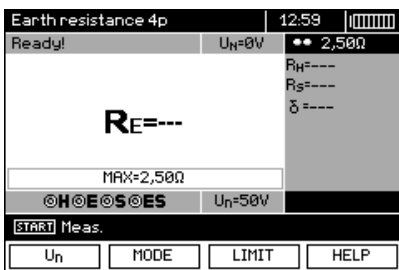 Earth resistance 4p 12:59
Ready! UN=0V 2,50Ω
RH=---
RS=---
δ=---
RE=---
MAX=2,50Ω
H E S ES Un=50V
START Meas.
Un MODE LIMIT HELP